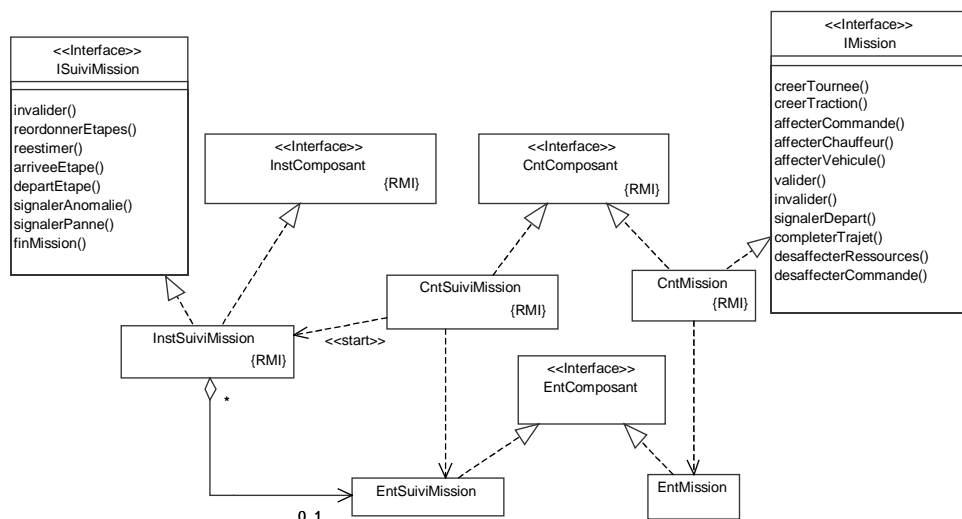 <<Interface>>
ISuiviMission
invalider()
reordonnerEtapes()
reestimer()
arriveeEtape()
departEtape()
signalerAnomalie()
signalerPanne()
finMission()
<<Interface>>
InstComposant
{RMI}
<<Interface>>
CntComposant
{RMI}
<<Interface>>
IMission
creerTournee()
creerTraction()
affecterCommande()
affecterChauffeur()
affecterVehicule()
valider()
invalider()
signalerDepart()
completerTrajet()
desaffecterRessources()
desaffecterCommande()
InstSuiviMission
{RMI}
<<start>>
CntSuiviMission
{RMI}
CntMission
{RMI}
<<Interface>>
EntComposant
*
0..1
EntSuiviMission
EntMission